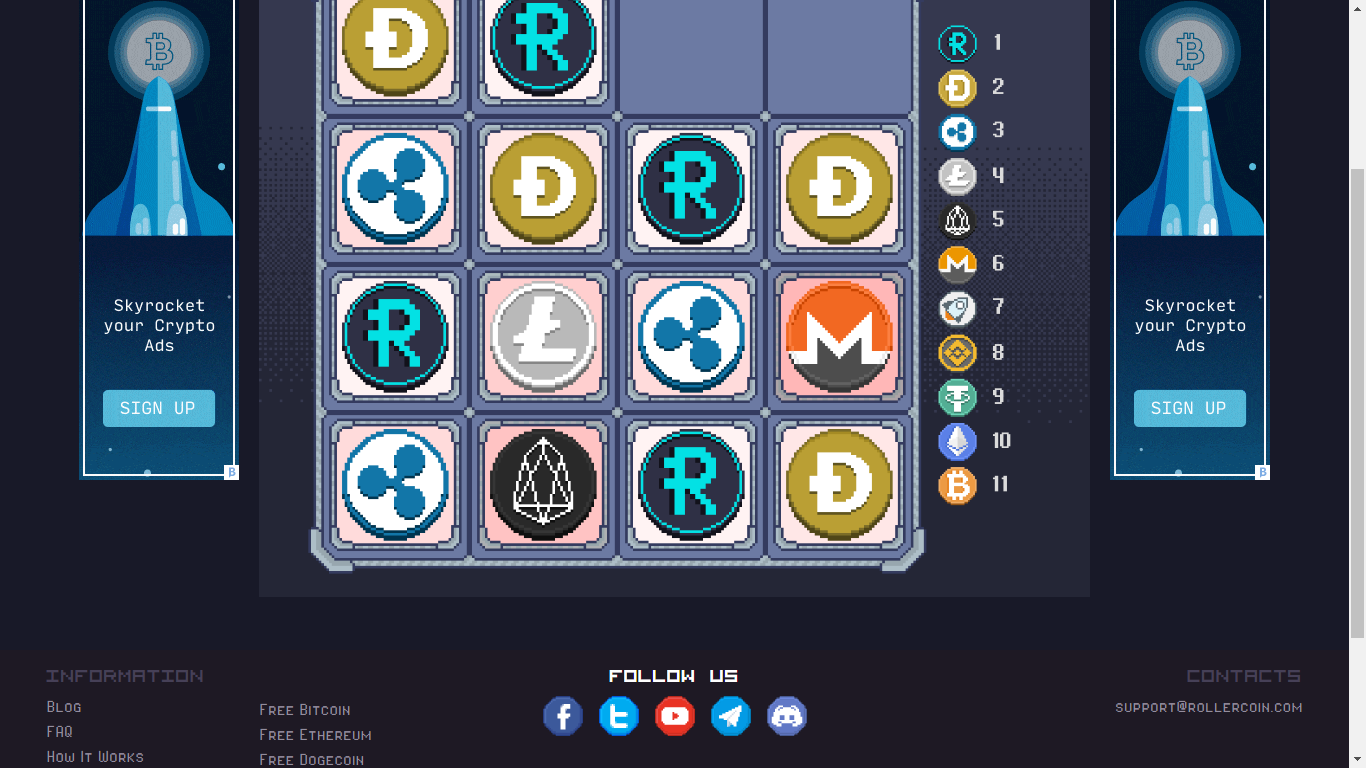 1
2
3
4
5
6
7
8
9
10
11
Skyrocket
your Crypto
Ads
SIGN UP
B
Skyrocket
your Crypto
Ads
SIGN UP
B
INFORMATION
Blog
FAQ
How It Works
Free Bitcoin
Free Ethereum
Free Dogecoin
FOLLOW US
CONTACTS
support@rollercoin.com